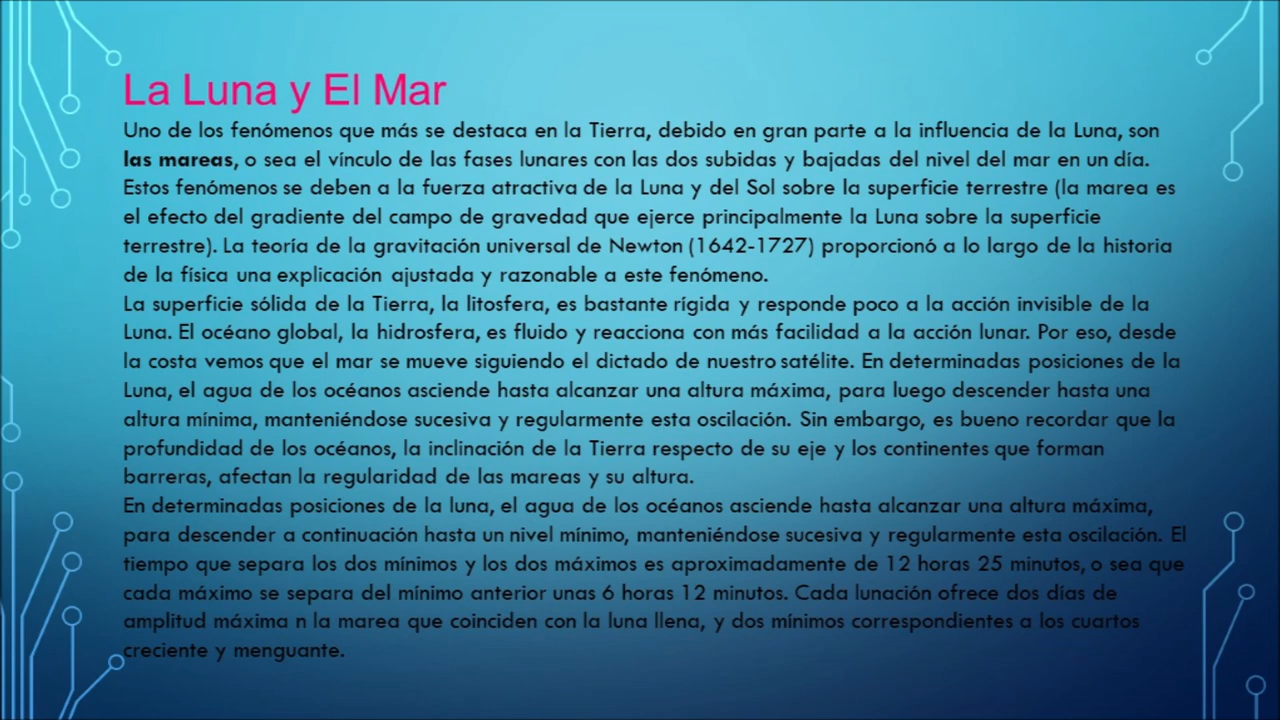 La Luna y El Mar
Uno de los fenómenos que más se destaca en la Tierra, debido en gran parte a la influencia de la Luna, son
las mareas, o sea el vínculo de las fases lunares con las dos subidas y bajadas del nivel del mar en un día.
Estos fenómenos se deben a la fuerza atractiva de la Luna y del Sol sobre la superficie terrestre (la marea es
el efecto del gradiente del campo de gravedad que ejerce principalmente la Luna sobre la superficie
terrestre). La teoría de la gravitación universal de Newton (1642-1727) proporcionó a lo largo de la historia
de la física una explicación ajustada y razonable a este fenómeno.
La superficie sólida de la Tierra, la litosfera, es bastante rígida y responde poco a la acción invisible de la
Luna. El océano global, la hidrosfera, es fluido y reacciona con más facilidad a la acción lunar. Por eso, desde
la costa vemos que el mar se mueve siguiendo el dictado de nuestro satélite. En determinadas posiciones de la
Luna, el agua de los océanos asciende hasta alcanzar una altura máxima, para luego descender hasta una
altura mínima, manteniéndose sucesiva y regularmente esta oscilación. Sin embargo, es bueno recordar que la
profundidad de los océanos, la inclinación de la Tierra respecto de su eje y los continentes que forman
barreras, afectan la regularidad de las mareas y su altura.
En determinadas posiciones de la luna, el agua de los océanos asciende hasta alcanzar una altura máxima,
para descender a continuación hasta un nivel mínimo, manteniéndose sucesiva y regularmente esta oscilación. El
tiempo que separa los dos mínimos y los dos máximos es aproximadamente de 12 horas 25 minutos, o sea que
cada máximo se separa del mínimo anterior unas 6 horas 12 minutos. Cada lunación ofrece dos días de
amplitud máxima n la marea que coinciden con la luna llena, y dos mínimos correspondientes a los cuartos
creciente y menguante.